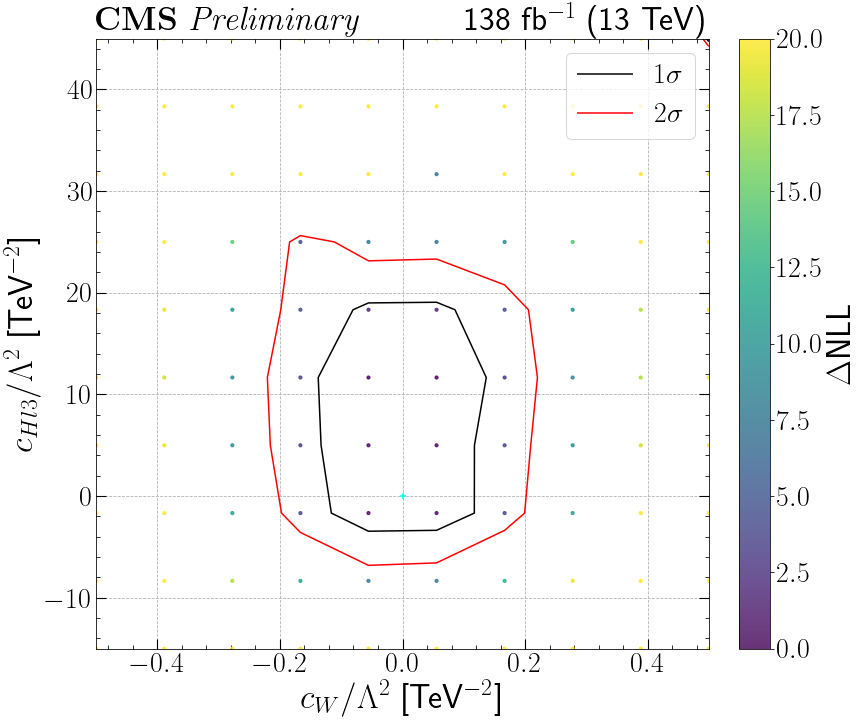 CMS Preliminary 138 fb⁻¹ (13 TeV)
1σ
2σ
40
30
20
10
0
−10
−0.4 −0.2 0.0 0.2 0.4
c_W/Λ² [TeV⁻²]
c_{Hl3}/Λ² [TeV⁻²]
20.0
17.5
15.0
12.5
10.0
7.5
5.0
2.5
0.0
ΔNLL